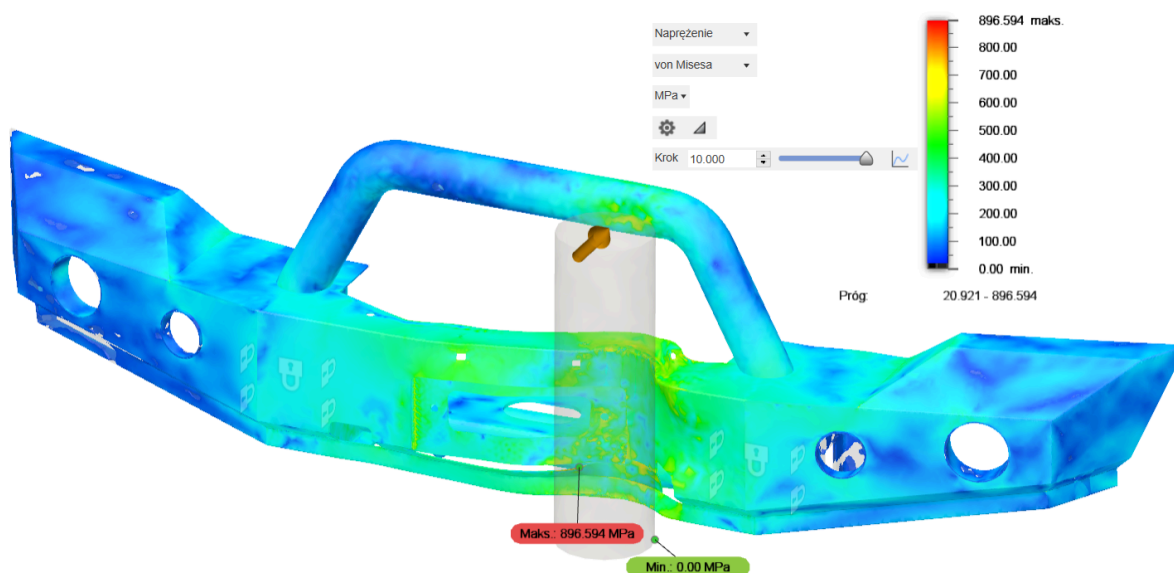 Naprężenie
von Misesa
MPa
Krok 10.000
896.594 maks.
800.00
700.00
600.00
500.00
400.00
300.00
200.00
100.00
0.00 min.
Próg: 20.921 - 896.594
Maks.: 896.594 MPa
Min.: 0.00 MPa